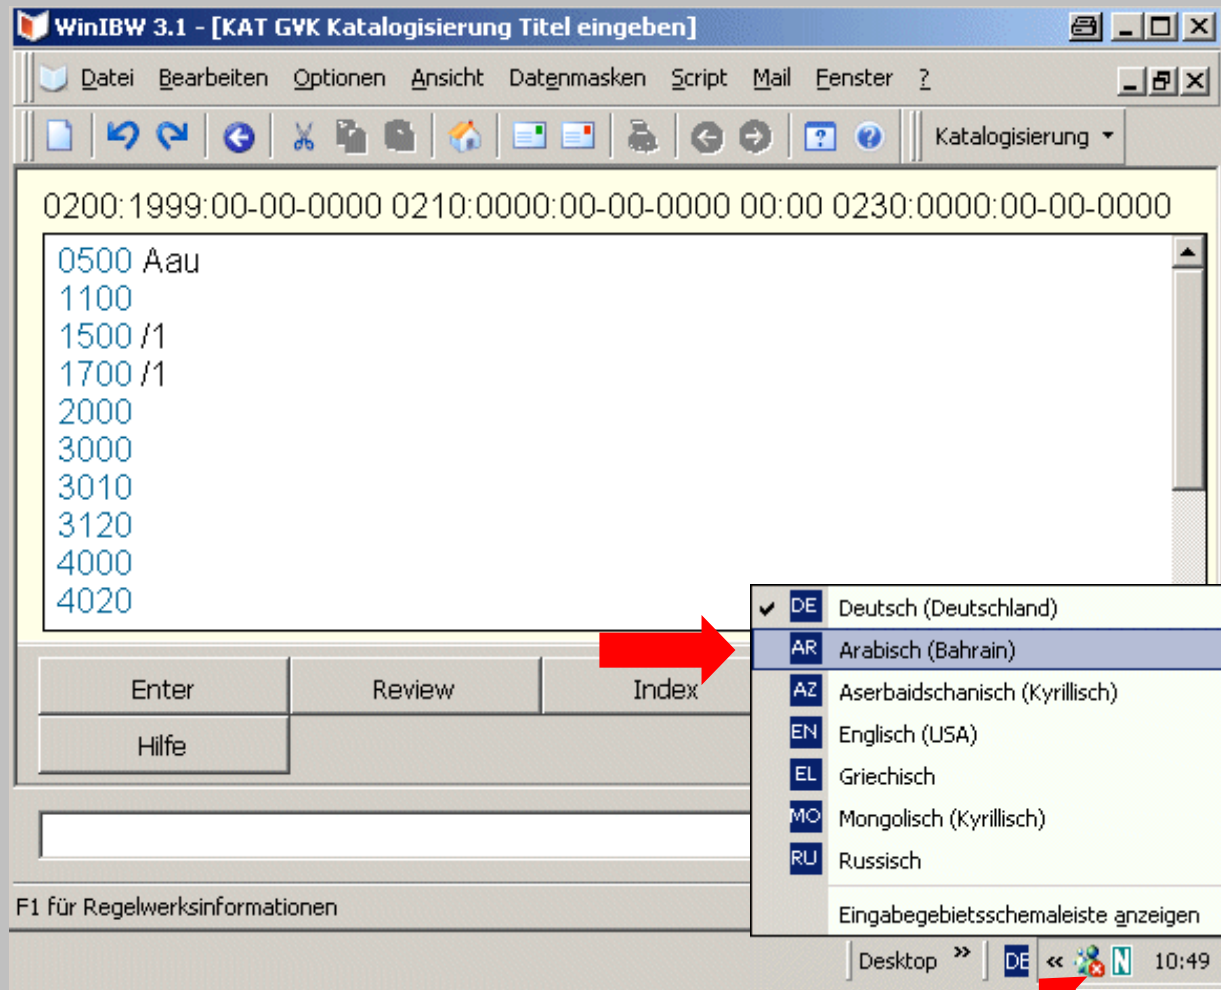 WinIBW 3.1 - [KAT GVK Katalogisierung Titel eingeben]
Datei Bearbeiten Optionen Ansicht Datenmasken Script Mail Fenster ?
Katalogisierung
0200:1999:00-00-0000 0210:0000:00-00-0000 00:00 0230:0000:00-00-0000
0500 Aau
1100
1500 /1
1700 /1
2000
3000
3010
3120
4000
4020
DE Deutsch (Deutschland)
AR Arabisch (Bahrain)
AZ Aserbaidschanisch (Kyrillisch)
EN Englisch (USA)
EL Griechisch
MO Mongolisch (Kyrillisch)
RU Russisch
Eingabegebietsschemaleiste anzeigen
Enter Review Index
Hilfe
F1 für Regelwerksinformationen
Desktop » DE « N 10:49